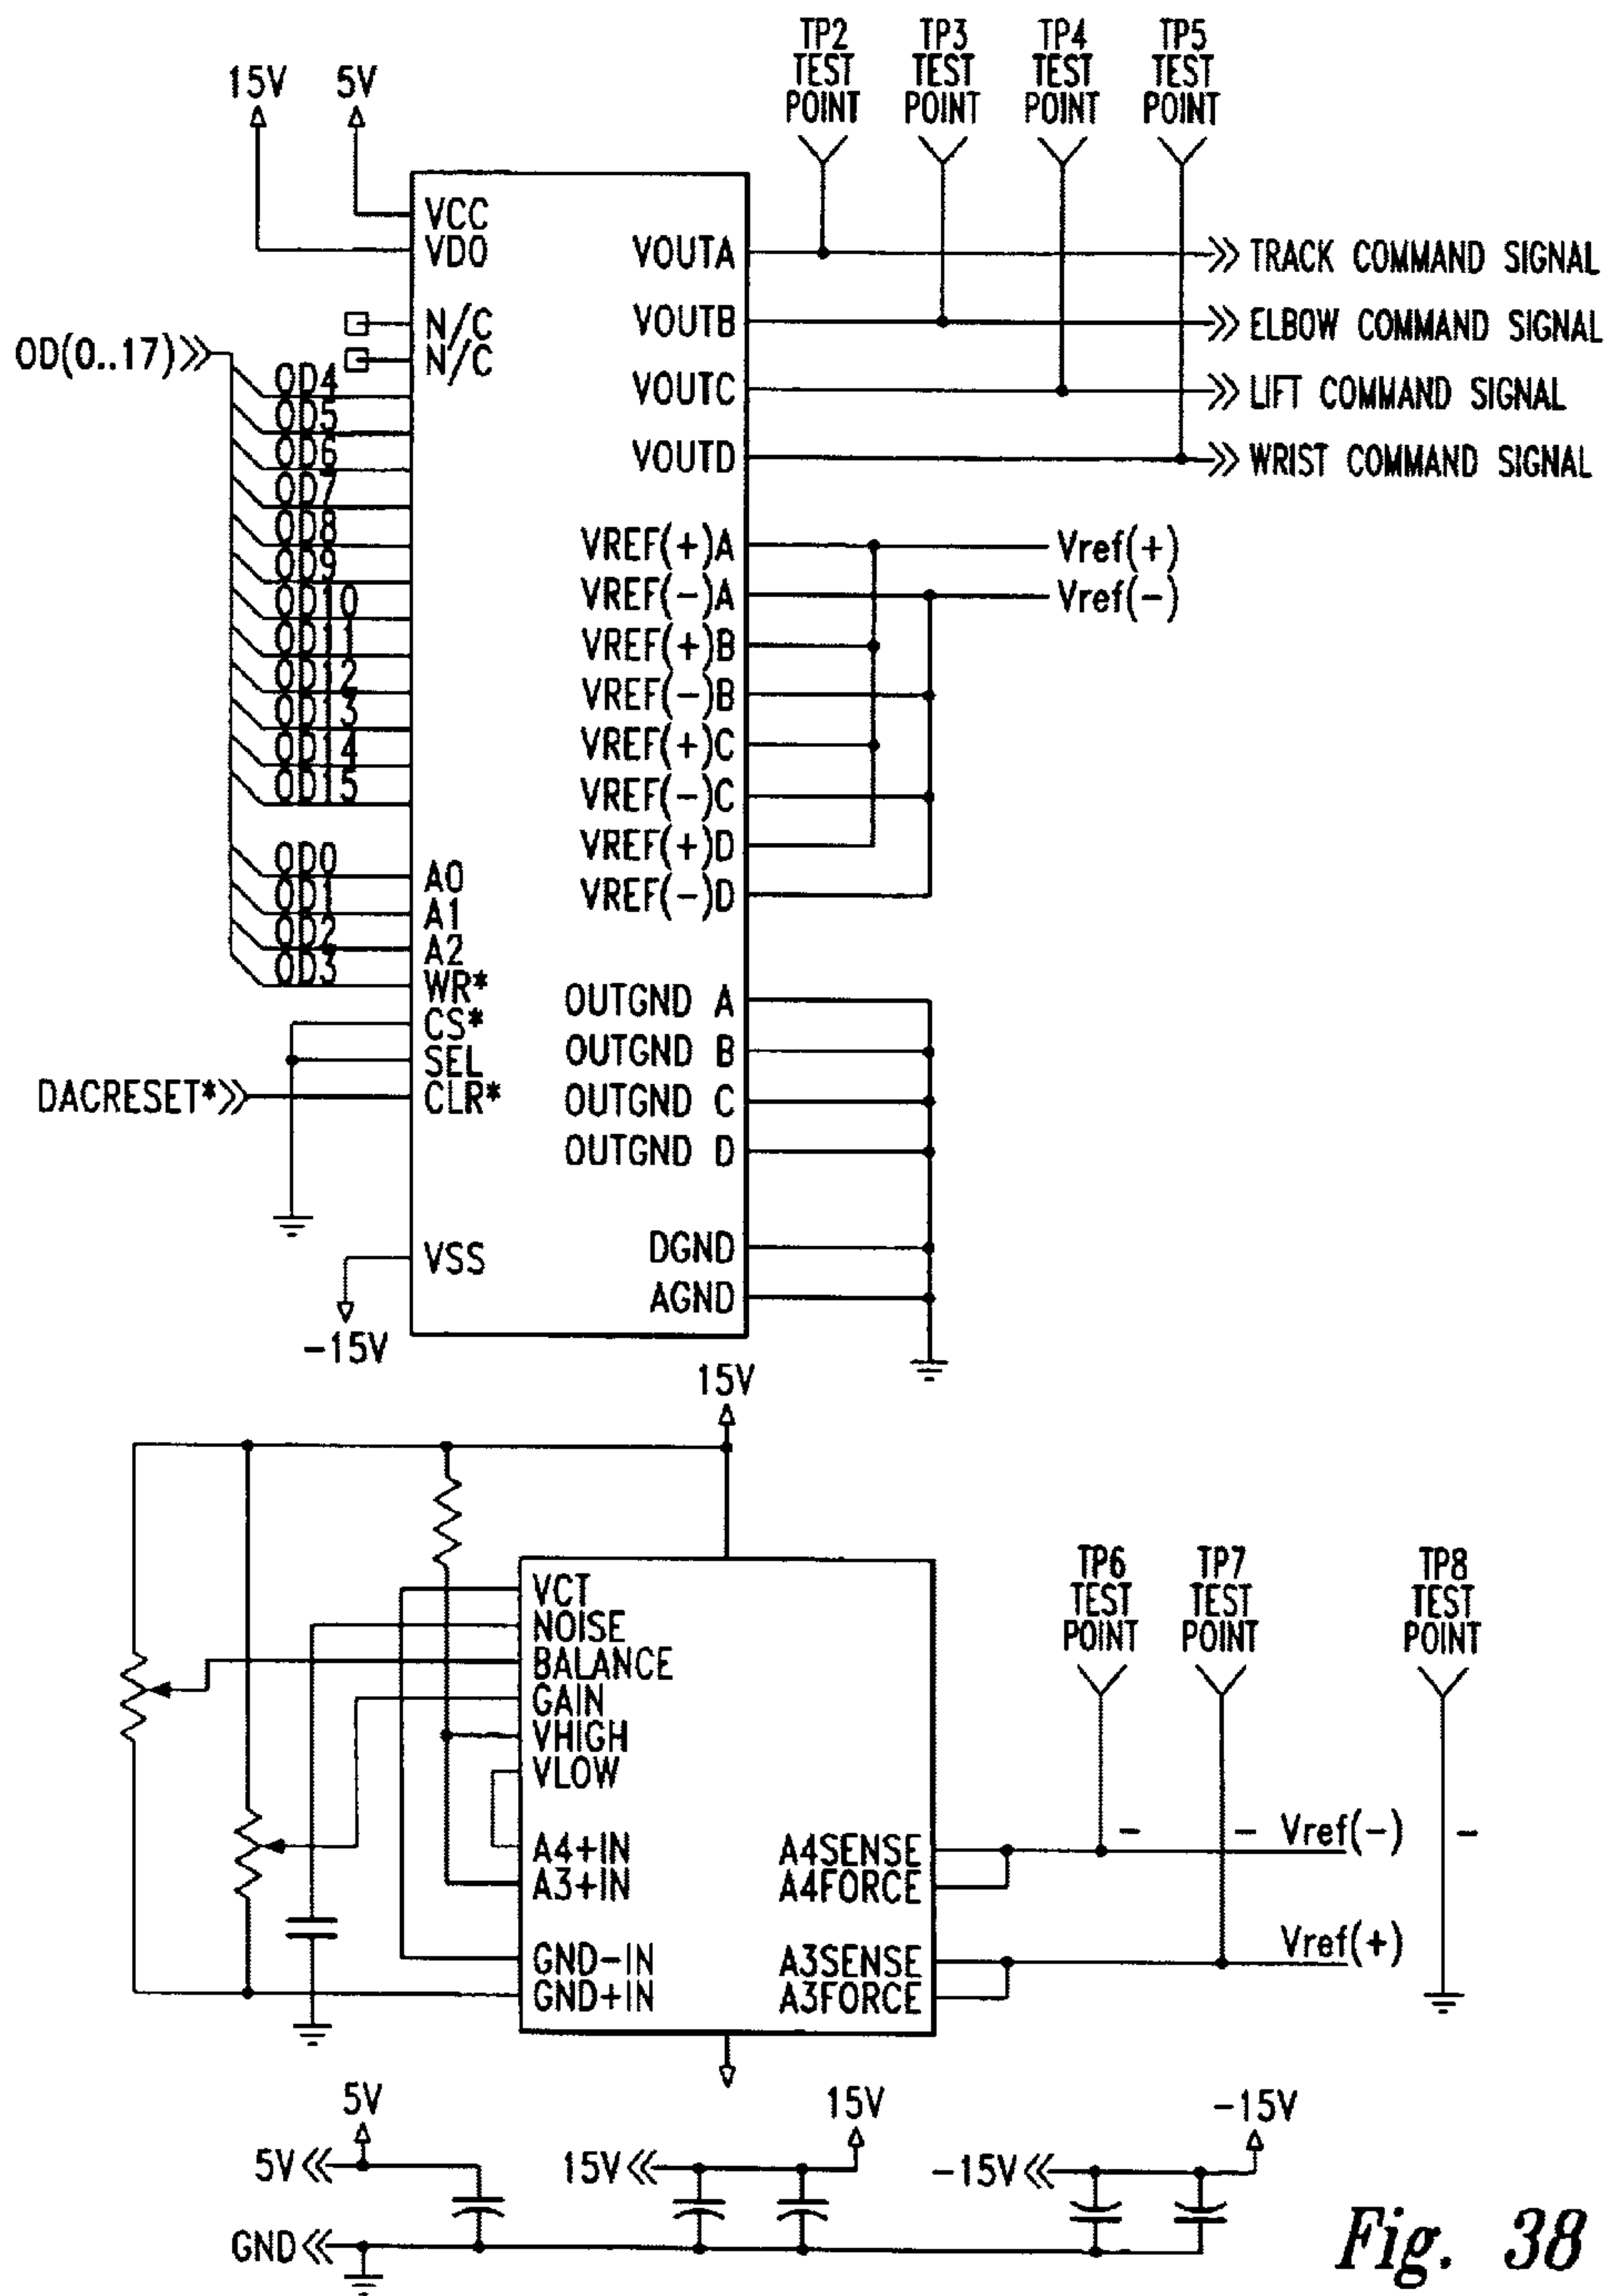 TP2 TEST POINT
TP3 TEST POINT
TP4 TEST POINT
TP5 TEST POINT
15V
5V
VCC
VDO
N/C
N/C
OD(0..17)
OD4
OD5
OD6
OD7
OD8
OD9
OD10
OD11
OD12
OD13
OD14
OD15
OD0
OD1
OD2
OD3
A0
A1
A2
WR*
CS*
SEL
CLR*
DACRESET*
VSS
-15V
VOUTA
TRACK COMMAND SIGNAL
VOUTB
ELBOW COMMAND SIGNAL
VOUTC
LIFT COMMAND SIGNAL
VOUTD
WRIST COMMAND SIGNAL
VREF(+)A
Vref(+)
VREF(-)A
Vref(-)
VREF(+)B
VREF(-)B
VREF(+)C
VREF(-)C
VREF(+)D
VREF(-)D
OUTGND A
OUTGND B
OUTGND C
OUTGND D
DGND
AGND
15V
VCT
NOISE
BALANCE
GAIN
VHIGH
VLOW
A4+IN
A3+IN
GND-IN
GND+IN
A4SENSE
A4FORCE
A3SENSE
A3FORCE
TP6 TEST POINT
TP7 TEST POINT
TP8 TEST POINT
- - Vref(-) -
Vref(+)
5V
5V
15V
15V
-15V
-15V
GND
Fig. 38